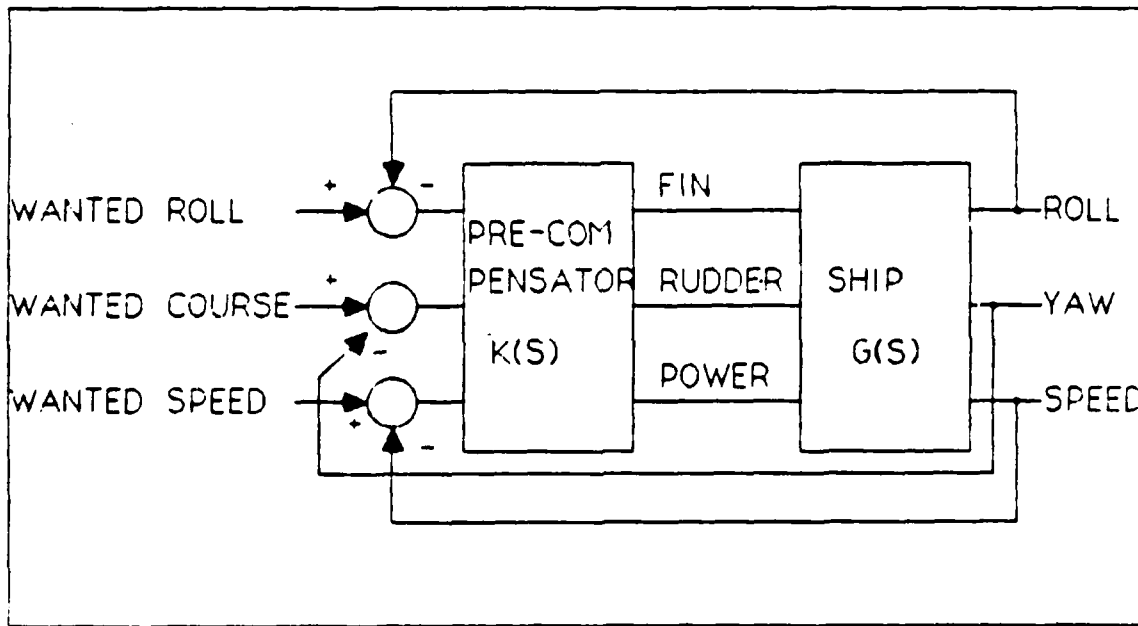 WANTED ROLL
+
-
PRE-COM
PENSATOR
K(S)
FIN
SHIP
G(S)
ROLL
WANTED COURSE
+
-
RUDDER
YAW
WANTED SPEED
+
-
POWER
SPEED